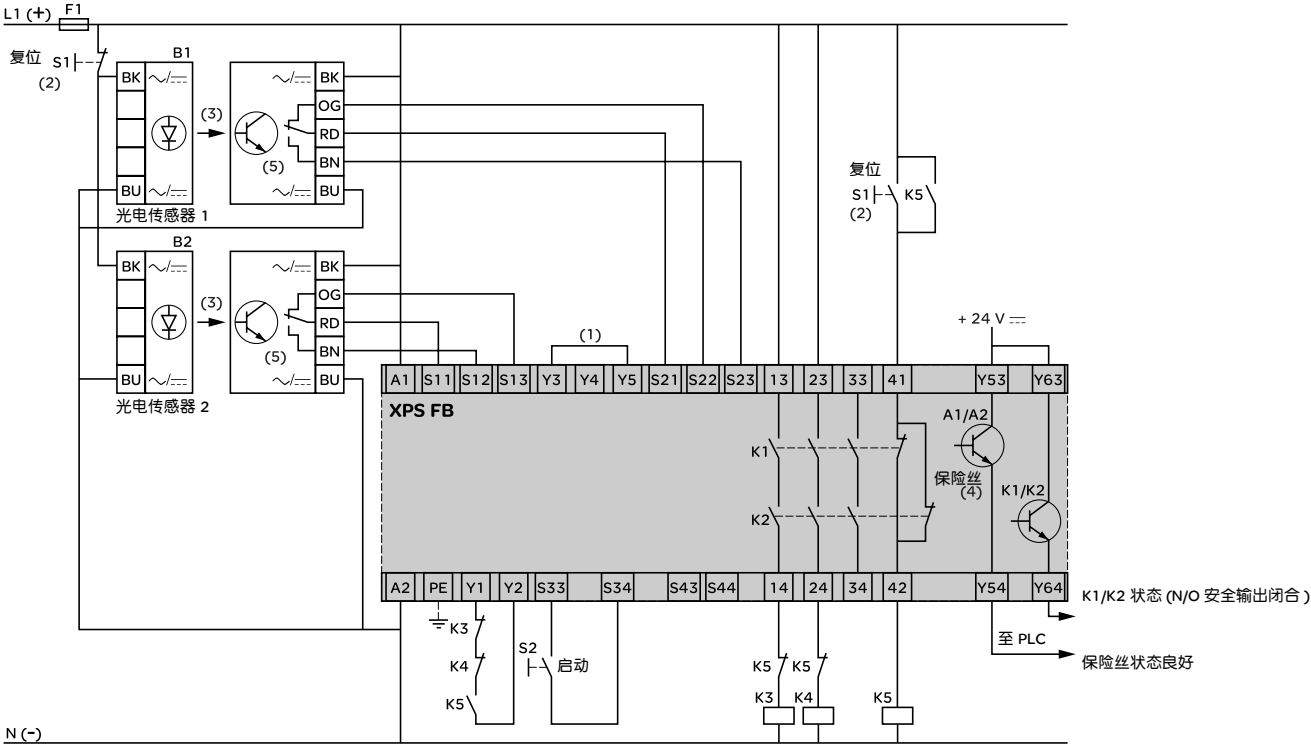 L1 (+) F1
复位 S1
(2)
B1
BK BK
OG
(3)
RD
(5) BN
BU BU
光电传感器 1
B2
BK BK
OG
(3)
RD
(5) BN
BU BU
光电传感器 2
复位
S1 K5
(2)
+ 24 V
(1)
A1 S11 S12 S13 Y3 Y4 Y5 S21 S22 S23 13 23 33 41 Y53 Y63
XPS FB
A1/A2
K1
保险丝
(4)
K1/K2
K2
A2 PE Y1 Y2 S33 S34 S43 S44 14 24 34 42 Y54 Y64
K1/K2 状态 (N/O 安全输出闭合 )
K3
至 PLC
S2
启动
K4
K5 K5
保险丝状态良好
K5
K3 K4 K5
N (-)